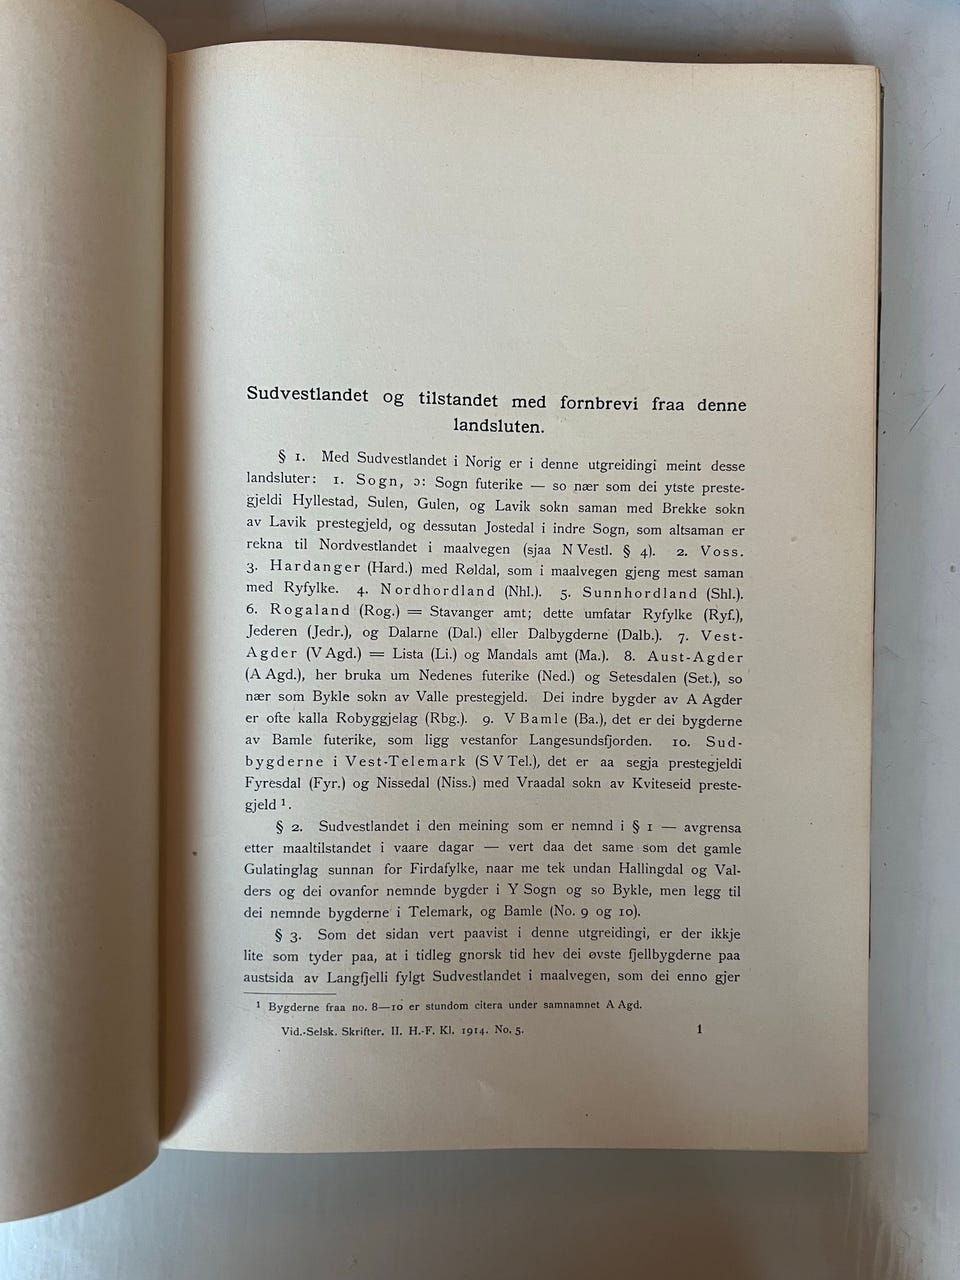 Sudvestlandet og tilstandet med fornbrevi fraa denne
landsluten.
§ 1. Med Sudvestlandet i Norig er i denne utgreidingi meint desse
landsluter: 1. Sogn, ɔ: Sogn futerike — so nær som dei ytste preste-
gjeldi Hyllestad, Sulen, Gulen, og Lavik sokn saman med Brekke sokn
av Lavik prestegjeld, og dessutan Jostedal i indre Sogn, som altsaman er
rekna til Nordvestlandet i maalvegen (sjaa N Vestl. § 4). 2. Voss.
3. Hardanger (Hard.) med Røldal, som i maalvegen gjeng mest saman
med Ryfylke. 4. Nordhordland (Nhl.). 5. Sunnhordland (Shl.).
6. Rogaland (Rog.) = Stavanger amt; dette umfatar Ryfylke (Ryf.),
Jederen (Jedr.), og Dalarne (Dal.) eller Dalbygderne (Dalb.). 7. Vest-
Agder (V Agd.) = Lista (Li.) og Mandals amt (Ma.). 8. Aust-Agder
(A Agd.), her bruka um Nedenes futerike (Ned.) og Setesdalen (Set.), so
nær som Bykle sokn av Valle prestegjeld. Dei indre bygder av A Agder
er ofte kalla Robyggjelag (Rbg.). 9. V Bamle (Ba.), det er dei bygderne
av Bamle futerike, som ligg vestanfor Langesundsfjorden. 10. Sud-
bygderne i Vest-Telemark (S V Tel.), det er aa segja prestegjeldi
Fyresdal (Fyr.) og Nissedal (Niss.) med Vraadal sokn av Kviteseid preste-
gjeld ¹.
§ 2. Sudvestlandet i den meining som er nemnd i § 1 — avgrensa
etter maaltilstandet i vaare dagar — vert daa det same som det gamle
Gulatinglag sunnan for Firdafylke, naar me tek undan Hallingdal og Val-
ders og dei ovanfor nemnde bygder i Y Sogn og so Bykle, men legg til
dei nemnde bygderne i Telemark, og Bamle (No. 9 og 10).
§ 3. Som det sidan vert paavist i denne utgreidingi, er der ikkje
lite som tyder paa, at i tidleg gnorsk tid hev dei øvste fjellbygderne paa
austsida av Langfjelli fylgt Sudvestlandet i maalvegen, som dei enno gjer
¹ Bygderne fraa no. 8—10 er stundom citera under samnamnet A Agd.
Vid.-Selsk. Skrifter. II. H.-F. Kl. 1914. No. 5. 1